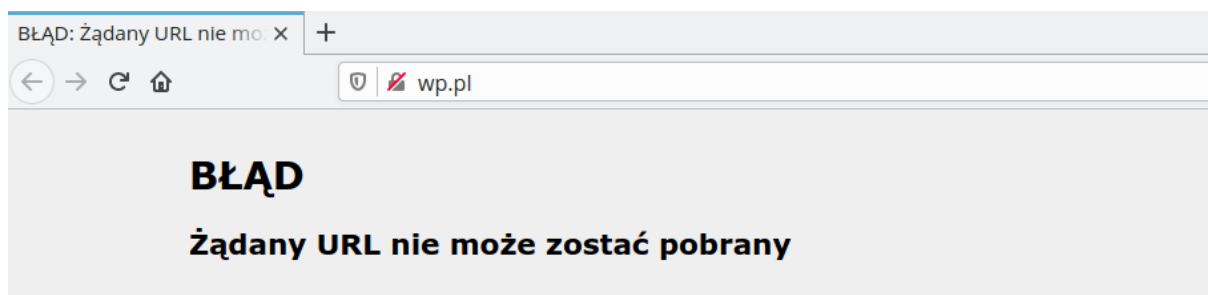 BŁĄD: Żądany URL nie mo
wp.pl
BŁĄD
Żądany URL nie może zostać pobrany